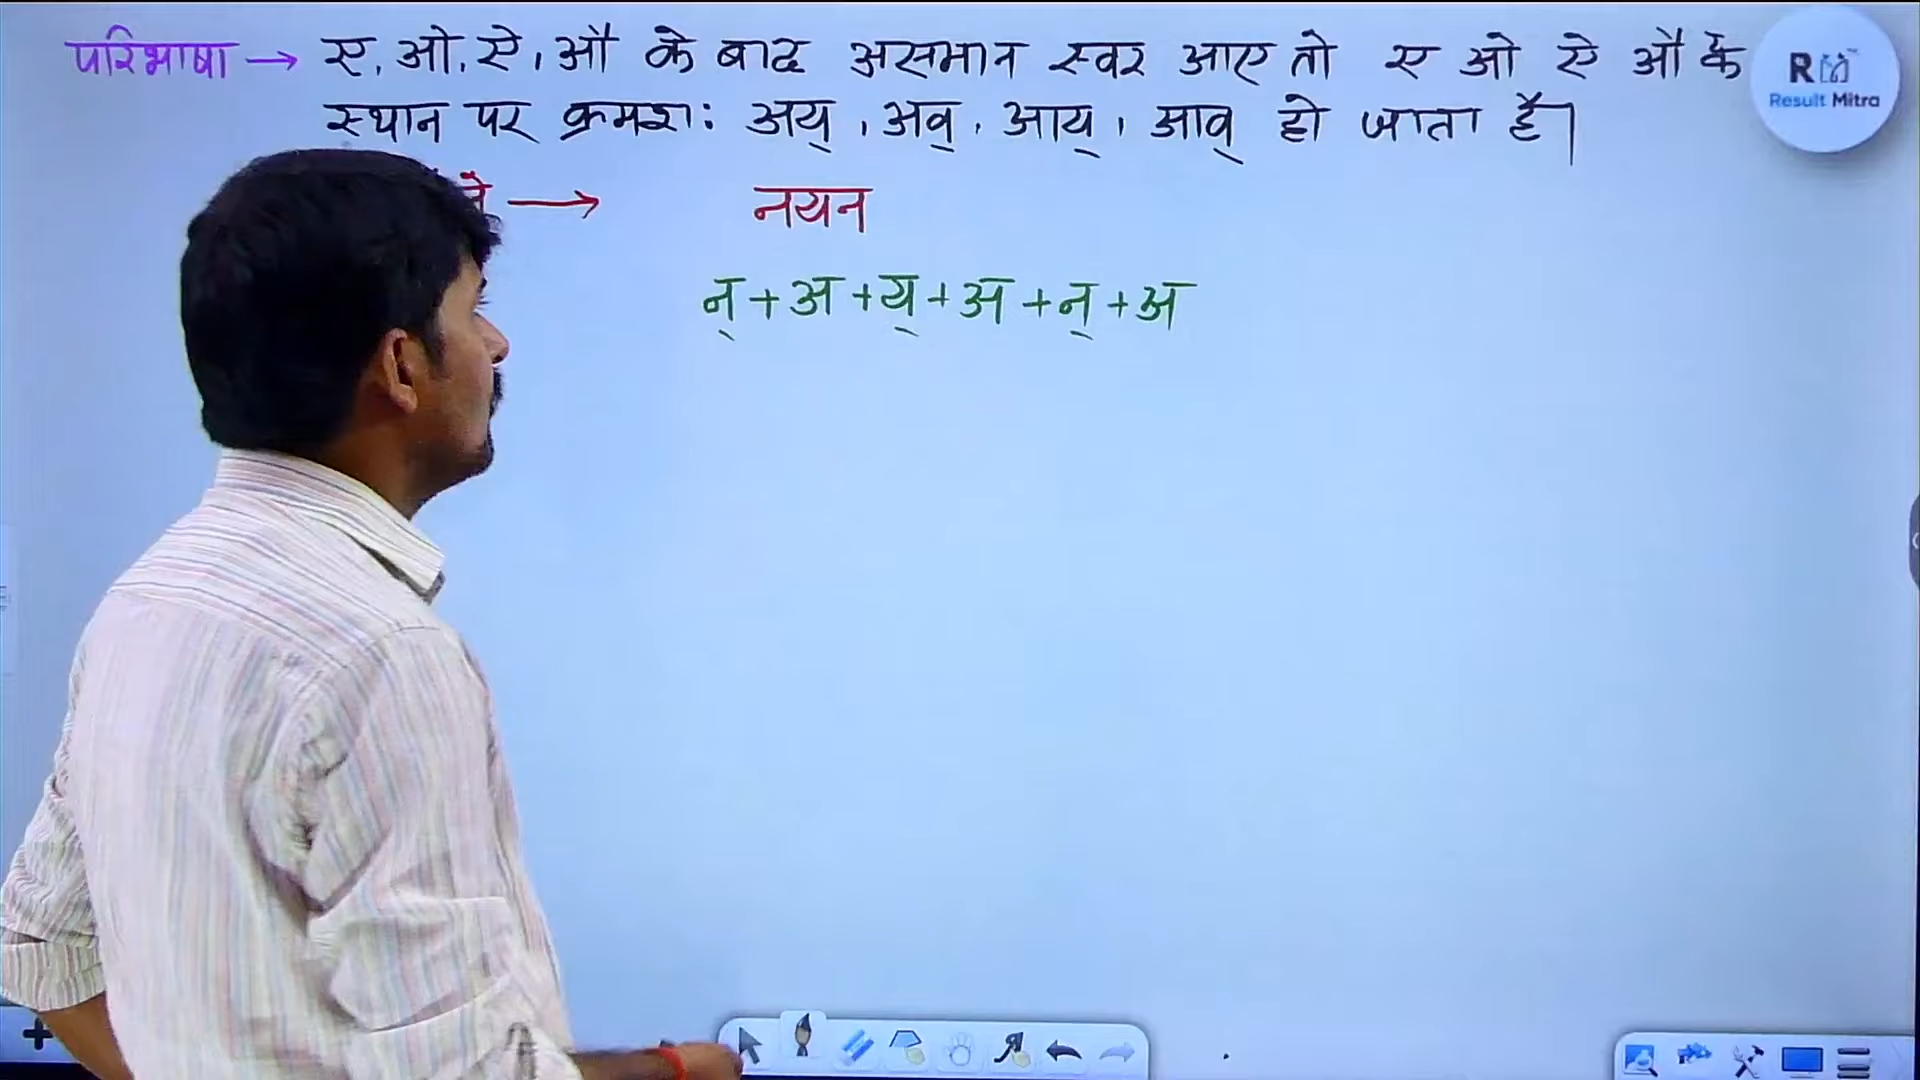 परिभाषा → ए, ओ, ऐ, औ के बाद असमान स्वर आए तो ए ओ ऐ औ के
स्थान पर क्रमशः अय्, अव्, आय्, आव् हो जाता है।
R
Result Mitra
→ नयन
न् + अ + य् + अ + न् + अ